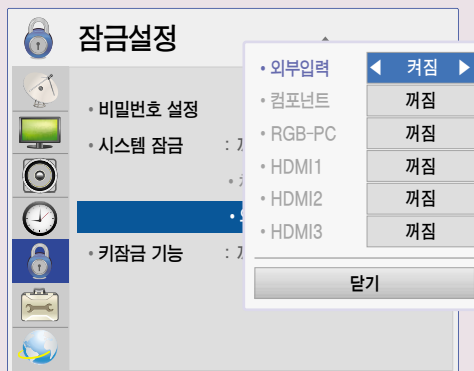 잠금설정
• 비밀번호 설정
• 시스템 잠금 :
• 키잠금 기능 :
• 외부입력 ◀ 켜짐 ▶
• 컴포넌트 꺼짐
• RGB-PC 꺼짐
• HDMI1 꺼짐
• HDMI2 꺼짐
• HDMI3 꺼짐
닫기